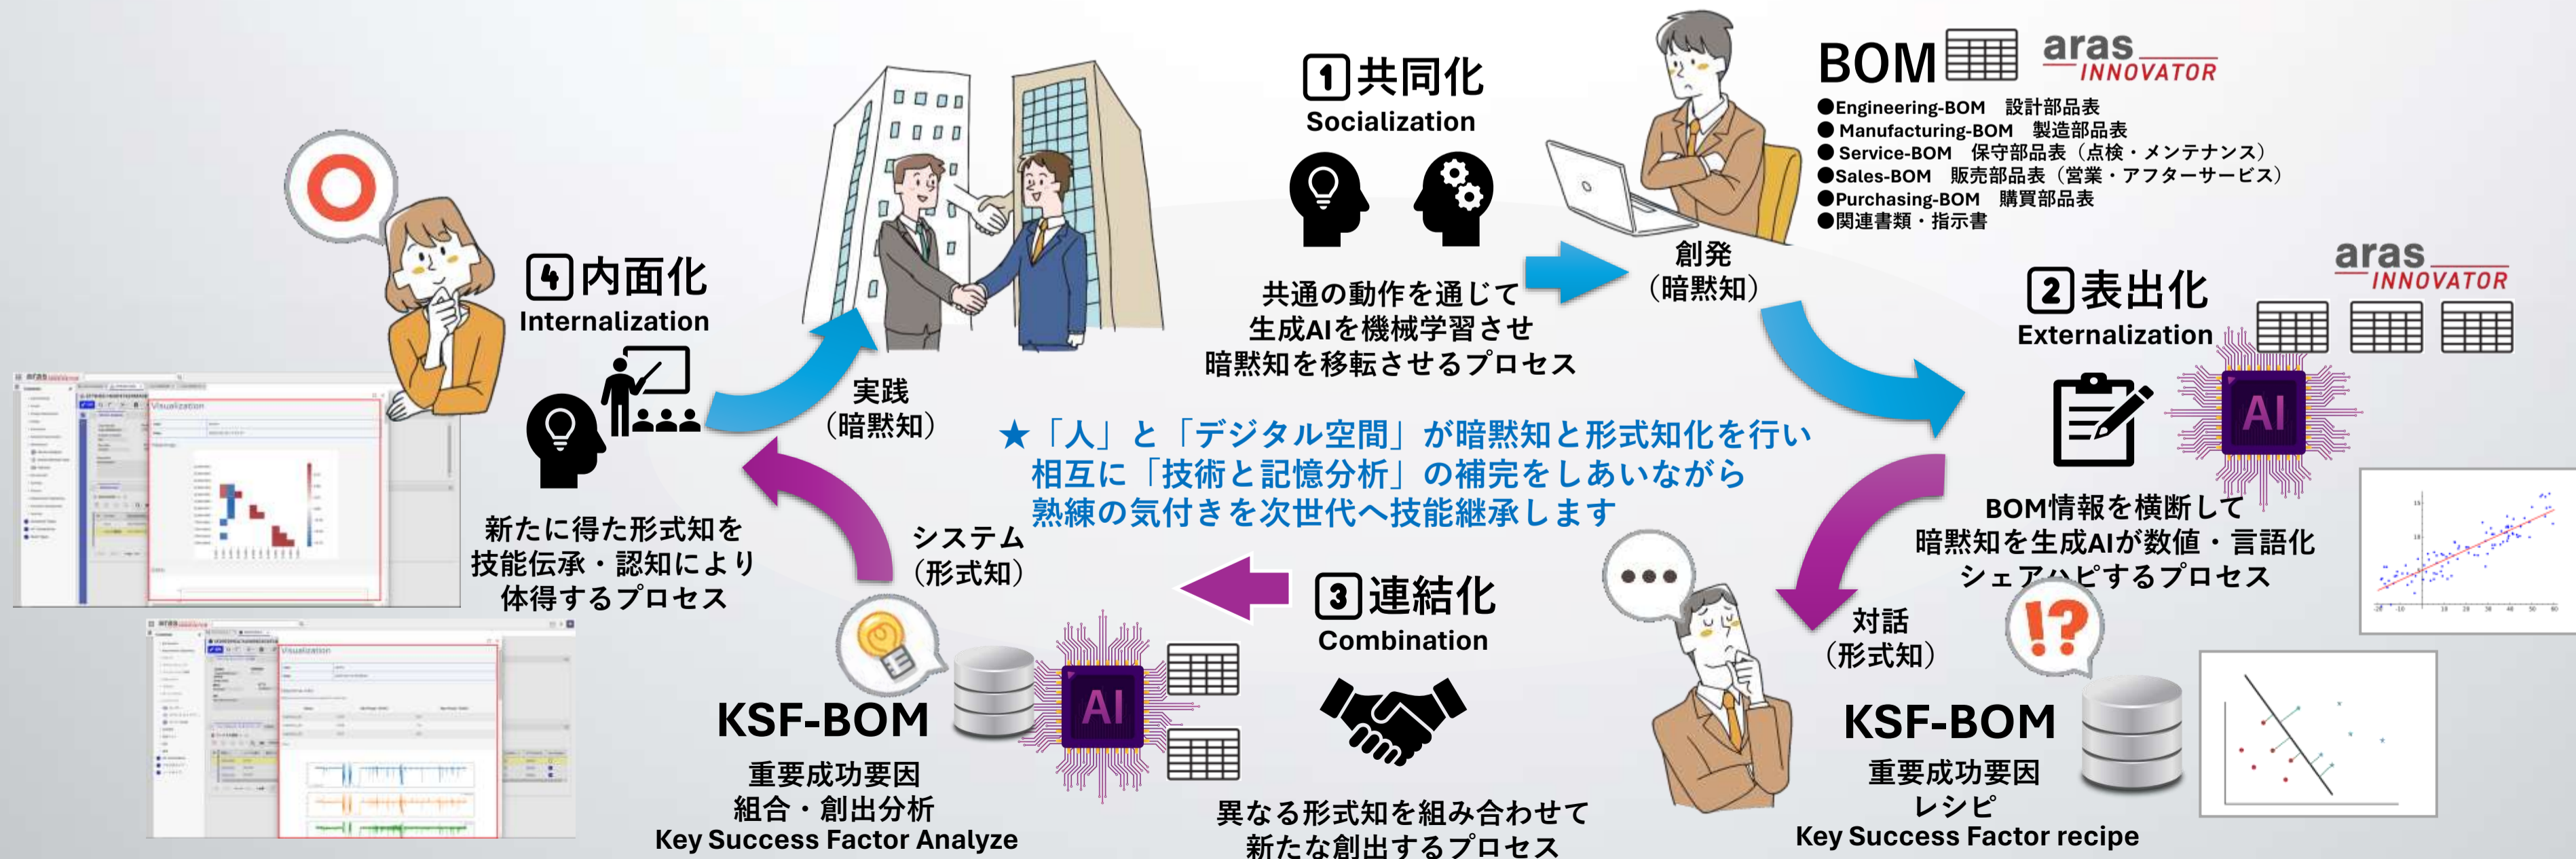 1 共同化
Socialization
共通の動作を通じて
生成AIを機械学習させ
暗黙知を移転させるプロセス
創発
（暗黙知）
BOM
aras
INNOVATOR
●Engineering-BOM　設計部品表
● Manufacturing-BOM　製造部品表
● Service-BOM　保守部品表（点検・メンテナンス）
●Sales-BOM　販売部品表（営業・アフターサービス）
●Purchasing-BOM　購買部品表
●関連書類・指示書
aras
INNOVATOR
2 表出化
Externalization
AI
BOM情報を横断して
暗黙知を生成AIが数値・言語化
シェアハピするプロセス
対話
（形式知）
!?
KSF-BOM
重要成功要因
レシピ
Key Success Factor recipe
★「人」と「デジタル空間」が暗黙知と形式知化を行い
相互に「技術と記憶分析」の補完をしあいながら
熟練の気付きを次世代へ技能継承します
3 連結化
Combination
異なる形式知を組み合わせて
新たな創出するプロセス
システム
（形式知）
AI
KSF-BOM
重要成功要因
組合・創出分析
Key Success Factor Analyze
4 内面化
Internalization
新たに得た形式知を
技能伝承・認知により
体得するプロセス
実践
（暗黙知）
Visualization
Visualization